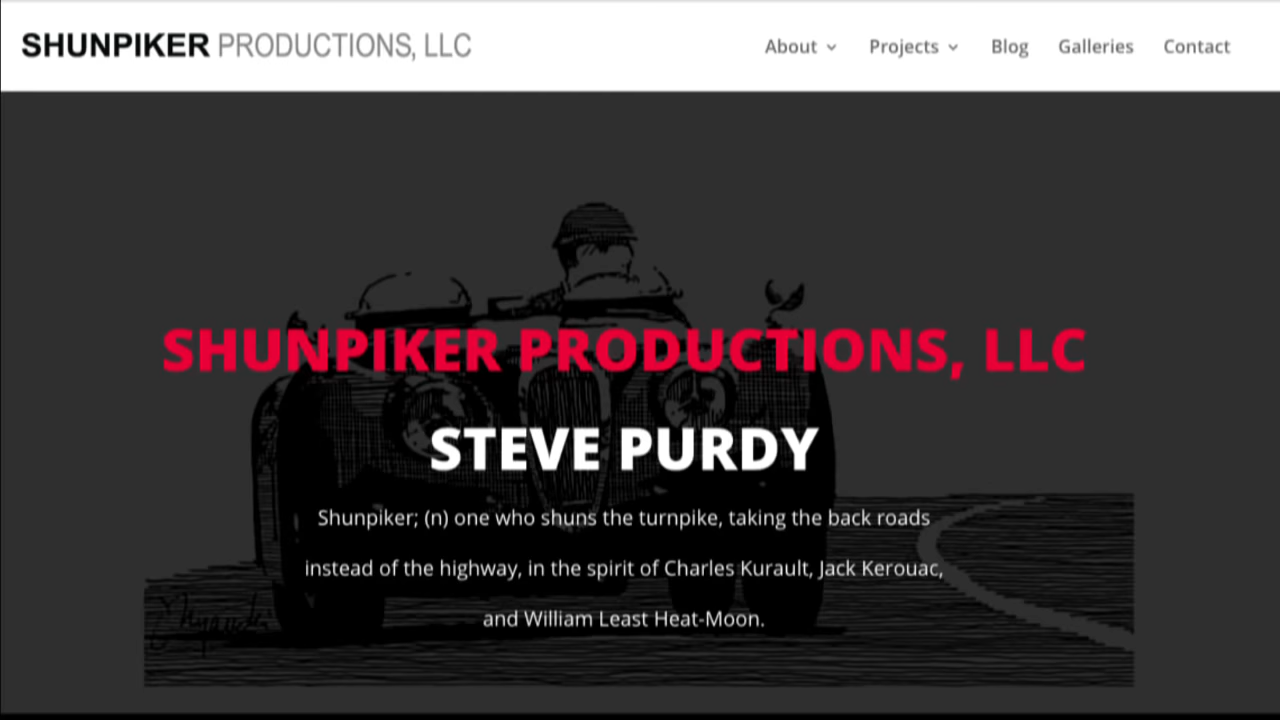 SHUNPIKER PRODUCTIONS, LLC
About Projects Blog Galleries Contact
SHUNPIKER PRODUCTIONS, LLC
STEVE PURDY
Shunpiker; (n) one who shuns the turnpike, taking the back roads
instead of the highway, in the spirit of Charles Kurault, Jack Kerouac,
and William Least Heat-Moon.